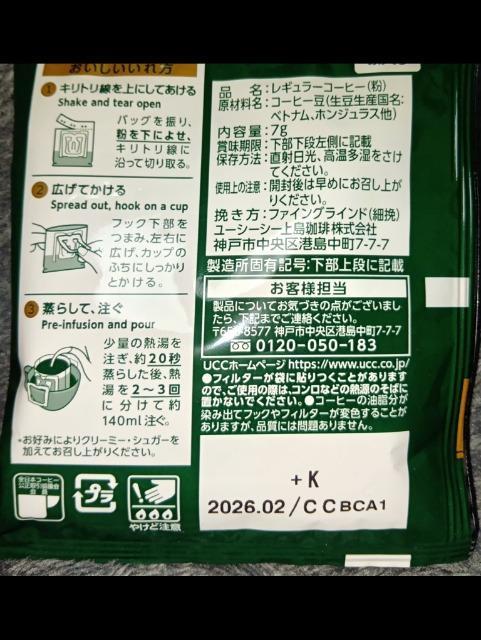 おいしいいれ方
1 キリトリ線を上にしてあける
Shake and tear open
バッグを振り、
粉を下によせ、
キリトリ線に
沿って切り取る。
2 広げてかける
Spread out, hook on a cup
フック下部を
つまみ、左右に
広げ、カップの
ふちにしっかり
とかける。
3 蒸らして、注ぐ
Pre-infusion and pour
少量の熱湯を
注ぎ、約20秒
蒸らした後、熱
湯を2～3回
に分けて約
140ml注ぐ。
*お好みによりクリーミー・シュガーを
加えてお召し上がりください。
全日本コーヒー
公正取引協議会
会員
プラ
やけど注意
品名:レギュラーコーヒー(粉)
原材料名:コーヒー豆(生豆生産国名:
ベトナム、ホンジュラス他)
内容量:7g
賞味期限:下部下段左側に記載
保存方法:直射日光、高温多湿をさけ
てください。
使用上の注意:開封後は早めにお召し上が
りください。
挽き方:ファイングラインド(細挽)
ユーシーシー上島珈琲株式会社
神戸市中央区港島中町7-7-7
製造所固有記号:下部上段に記載
お客様担当
製品についてお気づきの点がございまし
たら、下記までご連絡ください。
〒650-8577 神戸市中央区港島中町7-7-7
0120-050-183
UCCホームページ https://www.ucc.co.jp/
●フィルターが袋に貼りつくことがありま
すので、ご使用の際は、コンロなどの熱源のそばに
置かないでください。●コーヒーの油脂分が
染み出てフックやフィルターが変色することが
ありますが、品質には問題ありません。
+K
2026.02/CCBCA1